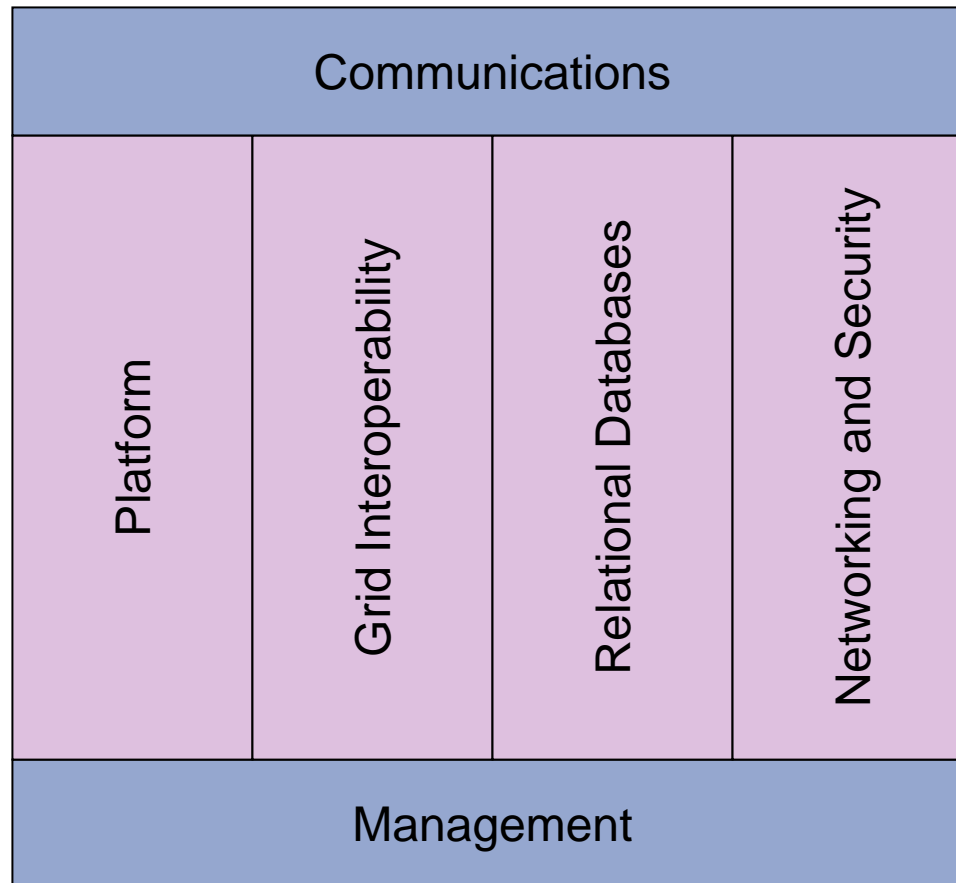 Communications
Platform
Grid Interoperability
Relational Databases
Networking and Security
Management